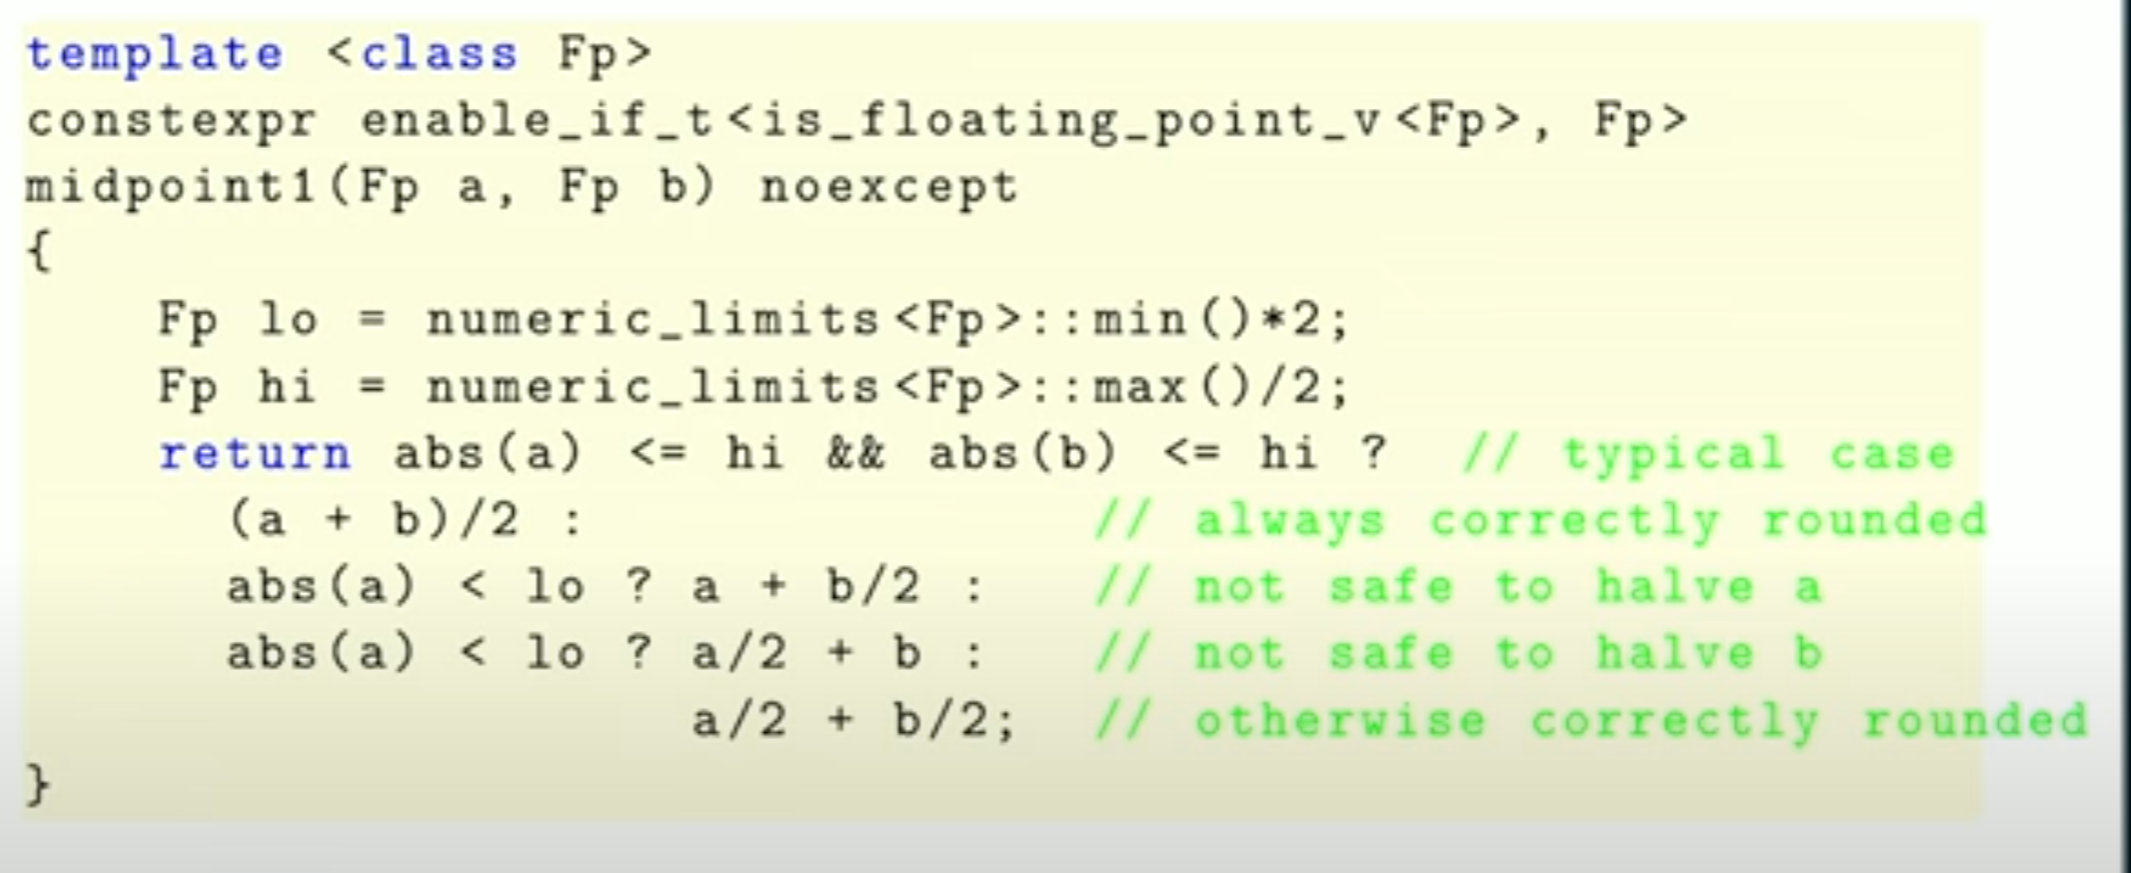 template <class Fp>
constexpr enable_if_t<is_floating_point_v<Fp>, Fp>
midpoint1(Fp a, Fp b) noexcept
{
    Fp lo = numeric_limits<Fp>::min()*2;
    Fp hi = numeric_limits<Fp>::max()/2;
    return abs(a) <= hi && abs(b) <= hi ?  // typical case
      (a + b)/2 :               // always correctly rounded
      abs(a) < lo ? a + b/2 :   // not safe to halve a
      abs(a) < lo ? a/2 + b :   // not safe to halve b
                    a/2 + b/2;  // otherwise correctly rounded
}